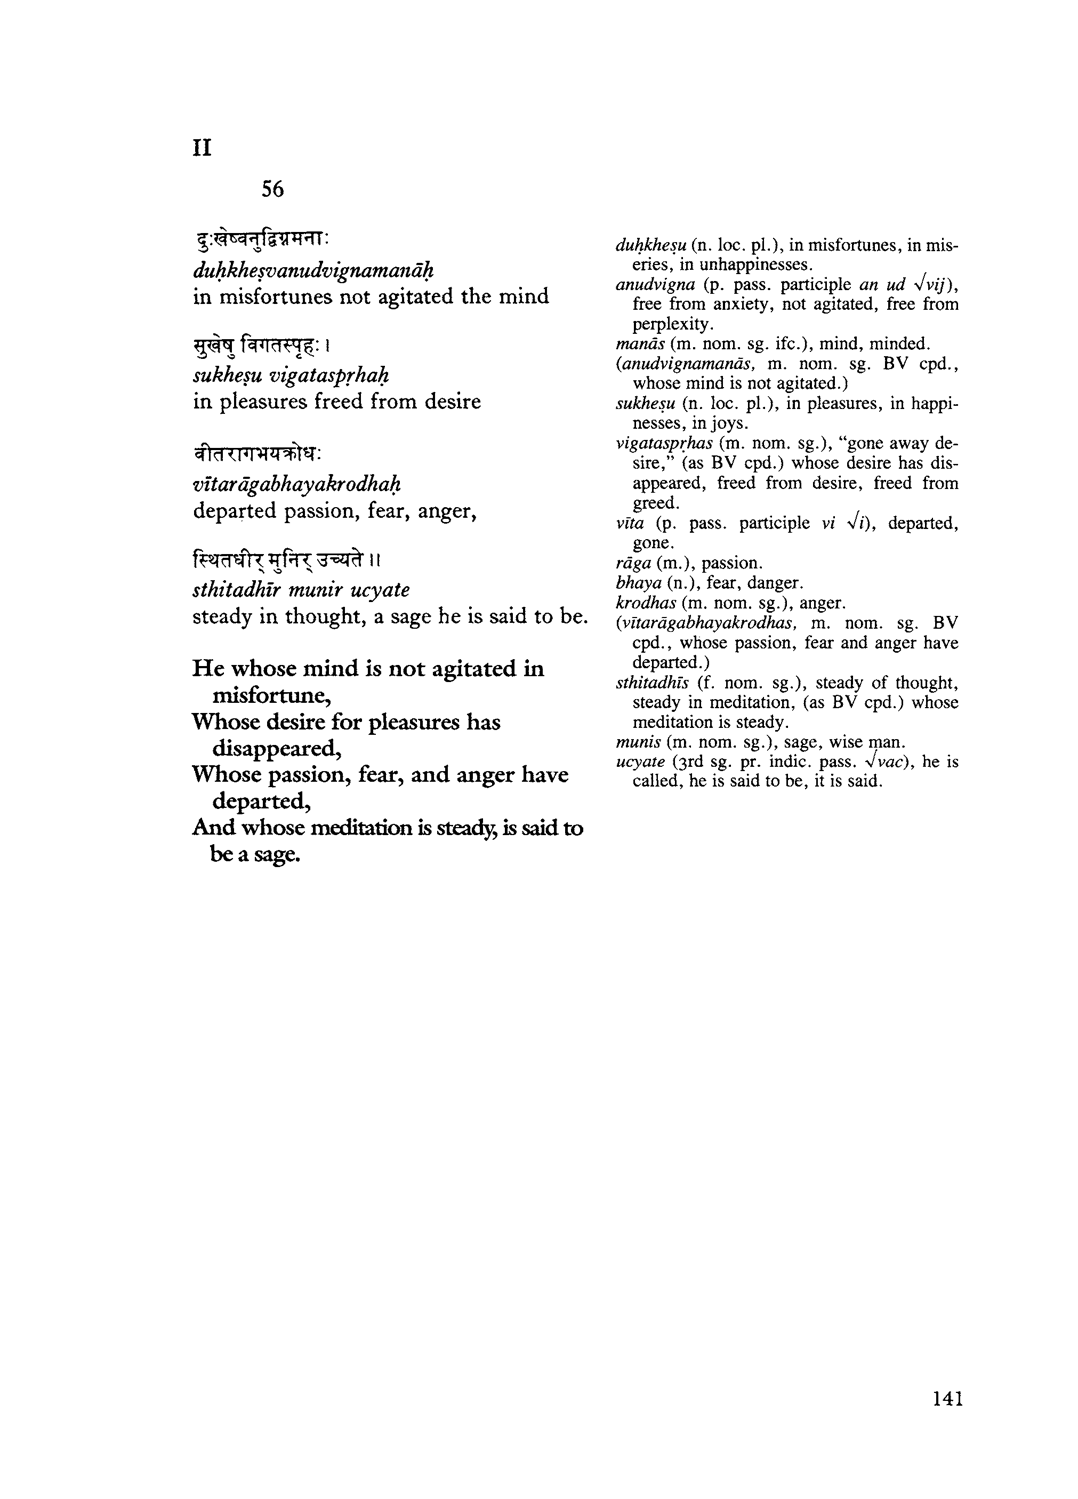 II
56
दुःखेष्वनुद्विग्नमनाः
duḥkheṣvanudvignamanāḥ
in misfortunes not agitated the mind
सुखेषु विगतस्पृहः ।
sukheṣu vigataspṛhaḥ
in pleasures freed from desire
वीतरागभयक्रोधः
vītarāgabhayakrodhaḥ
departed passion, fear, anger,
स्थितधीर् मुनिर् उच्यते ॥
sthitadhīr munir ucyate
steady in thought, a sage he is said to be.
He whose mind is not agitated in
misfortune,
Whose desire for pleasures has
disappeared,
Whose passion, fear, and anger have
departed,
And whose meditation is steady, is said to
be a sage.
duḥkheṣu (n. loc. pl.), in misfortunes, in mis-
eries, in unhappinesses.
anudvigna (p. pass. participle an ud √vij),
free from anxiety, not agitated, free from
perplexity.
manās (m. nom. sg. ifc.), mind, minded.
(anudvignamanās, m. nom. sg. BV cpd.,
whose mind is not agitated.)
sukheṣu (n. loc. pl.), in pleasures, in happi-
nesses, in joys.
vigataspṛhas (m. nom. sg.), “gone away de-
sire,” (as BV cpd.) whose desire has dis-
appeared, freed from desire, freed from
greed.
vīta (p. pass. participle vi √i), departed,
gone.
rāga (m.), passion.
bhaya (n.), fear, danger.
krodhas (m. nom. sg.), anger.
(vītarāgabhayakrodhas, m. nom. sg. BV
cpd., whose passion, fear and anger have
departed.)
sthitadhīs (f. nom. sg.), steady of thought,
steady in meditation, (as BV cpd.) whose
meditation is steady.
munis (m. nom. sg.), sage, wise man.
ucyate (3rd sg. pr. indic. pass. √vac), he is
called, he is said to be, it is said.
141